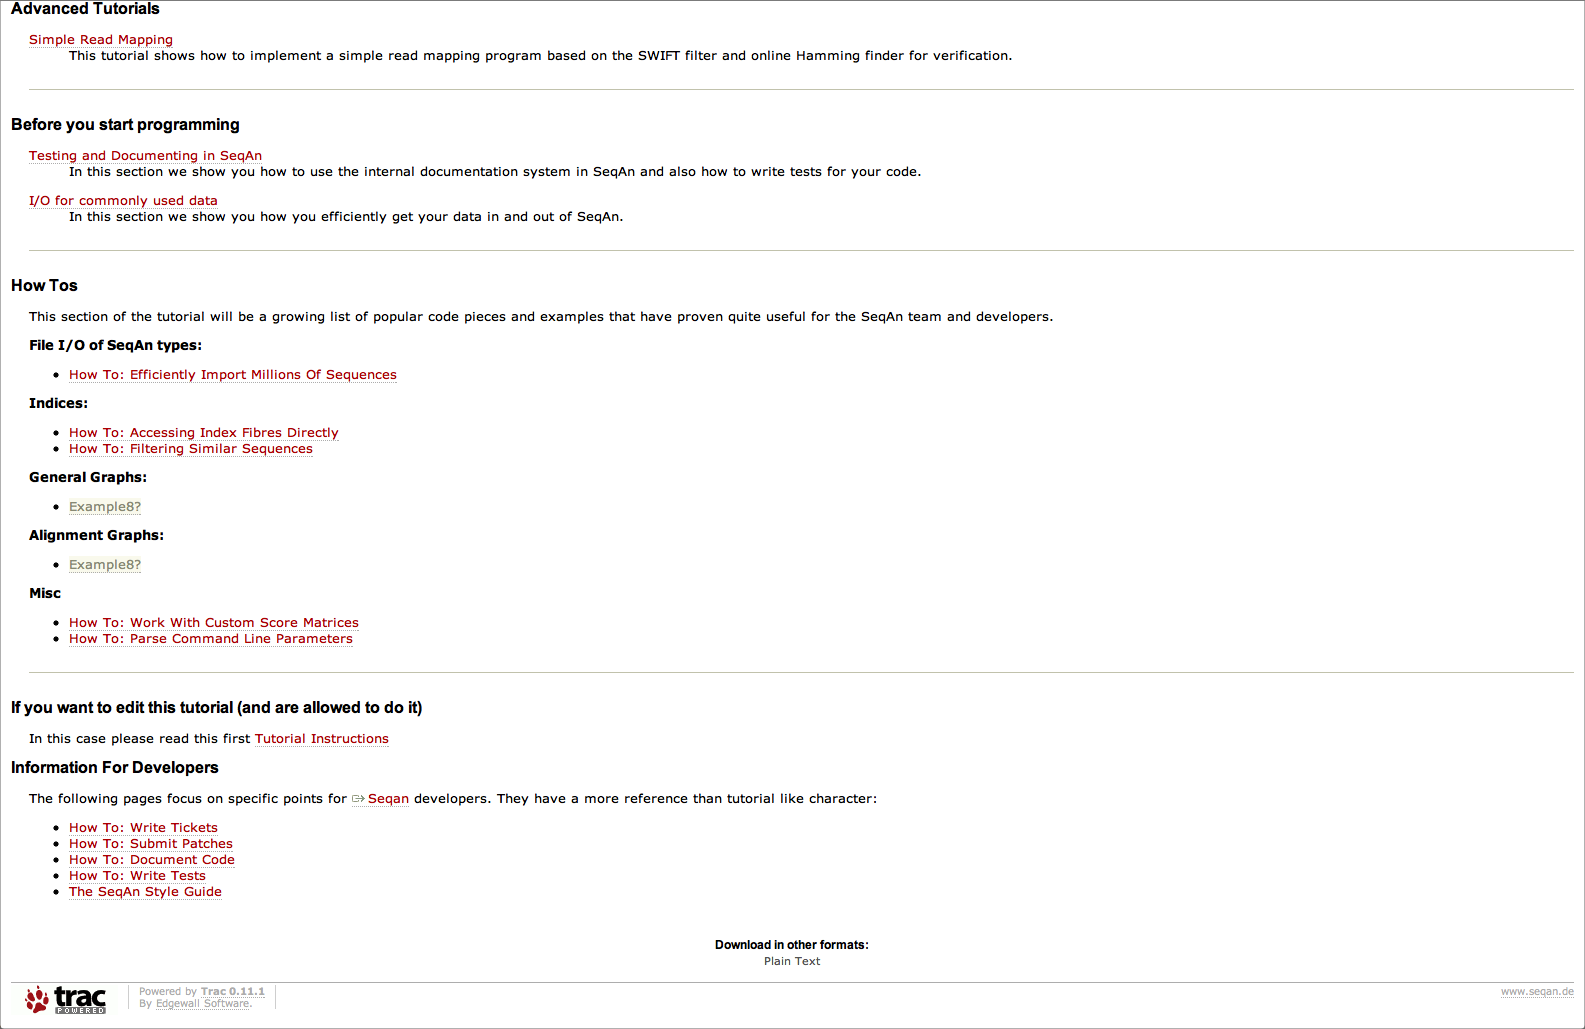 Advanced Tutorials
Simple Read Mapping
This tutorial shows how to implement a simple read mapping program based on the SWIFT filter and online Hamming finder for verification.
Before you start programming
Testing and Documenting in SeqAn
In this section we show you how to use the internal documentation system in SeqAn and also how to write tests for your code.
I/O for commonly used data
In this section we show you how you efficiently get your data in and out of SeqAn.
How Tos
This section of the tutorial will be a growing list of popular code pieces and examples that have proven quite useful for the SeqAn team and developers.
File I/O of SeqAn types:
How To: Efficiently Import Millions Of Sequences
Indices:
How To: Accessing Index Fibres Directly
How To: Filtering Similar Sequences
General Graphs:
Example8?
Alignment Graphs:
Example8?
Misc
How To: Work With Custom Score Matrices
How To: Parse Command Line Parameters
If you want to edit this tutorial (and are allowed to do it)
In this case please read this first Tutorial Instructions
Information For Developers
The following pages focus on specific points for Seqan developers. They have a more reference than tutorial like character:
How To: Write Tickets
How To: Submit Patches
How To: Document Code
How To: Write Tests
The SeqAn Style Guide
Download in other formats:
Plain Text
trac
POWERED
Powered by Trac 0.11.1
By Edgewall Software.
www.seqan.de